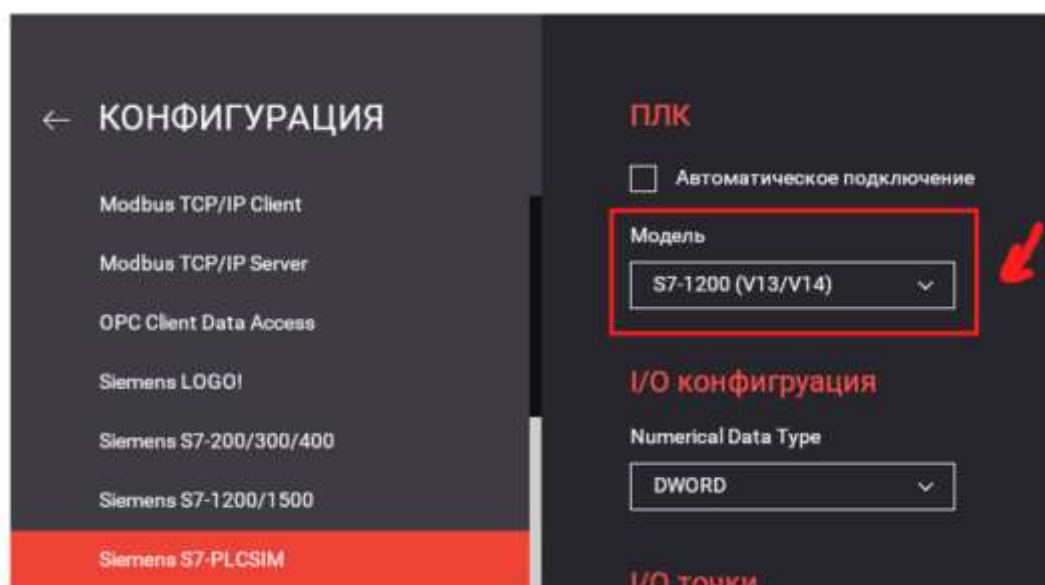 ← КОНФИГУРАЦИЯ
Modbus TCP/IP Client
Modbus TCP/IP Server
OPC Client Data Access
Siemens LOGO!
Siemens S7-200/300/400
Siemens S7-1200/1500
Siemens S7-PLCSIM
ПЛК
Автоматическое подключение
Модель
S7-1200 (V13/V14)
I/O конфигруация
Numerical Data Type
DWORD
I/O точки